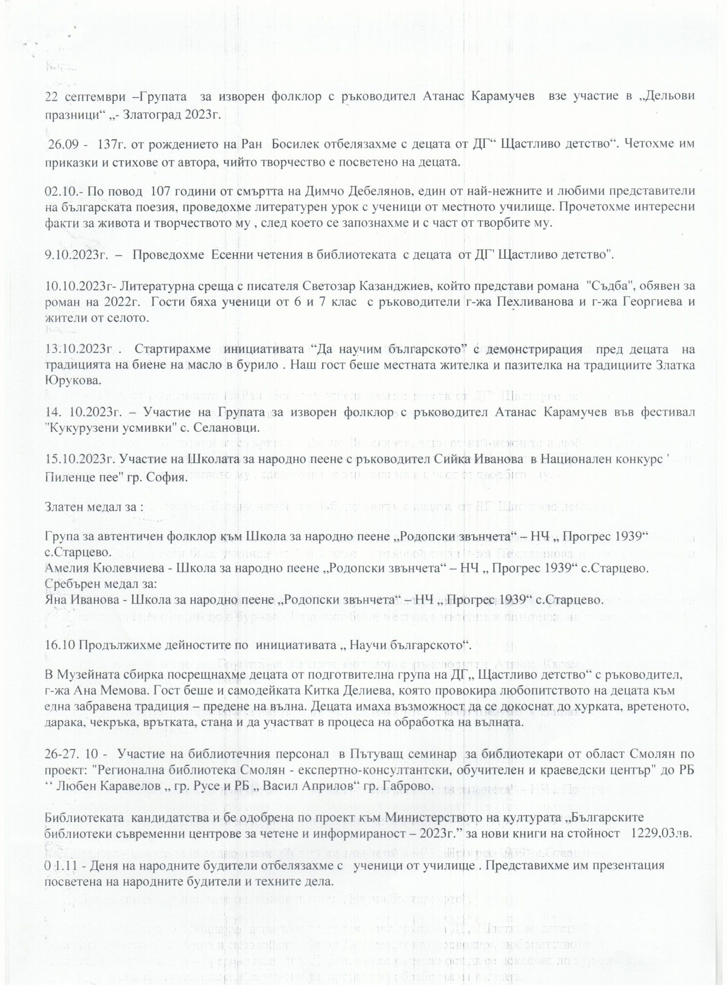 22 септември –Групата за изворен фолклор с ръководител Атанас Карамучев взе участие в „Дельови
празници“ „- Златоград 2023г.
26.09 - 137г. от рождението на Ран Босилек отбелязахме с децата от ДГ“ Щастливо детство“. Четохме им
приказки и стихове от автора, чийто творчество е посветено на децата.
02.10.- По повод 107 години от смъртта на Димчо Дебелянов, един от най-нежните и любими представители
на българската поезия, проведохме литературен урок с ученици от местното училище. Прочетохме интересни
факти за живота и творчеството му , след което се запознахме и с част от творбите му.
9.10.2023г. – Проведохме Есенни четения в библиотеката с децата от ДГ' Щастливо детство".
10.10.2023г- Литературна среща с писателя Светозар Казанджиев, който представи романа "Съдба", обявен за
роман на 2022г. Гости бяха ученици от 6 и 7 клас с ръководители г-жа Пехливанова и г-жа Георгиева и
жители от селото.
13.10.2023г . Стартирахме инициативата “Да научим българското” с демонстрирация пред децата на
традицията на биене на масло в бурило . Наш гост беше местната жителка и пазителка на традициите Златка
Юрукова.
14. 10.2023г. – Участие на Групата за изворен фолклор с ръководител Атанас Карамучев във фестивал
"Кукурузени усмивки" с. Селановци.
15.10.2023г. Участие на Школата за народно пеене с ръководител Сийка Иванова в Национален конкурс '
Пиленце пее" гр. София.
Златен медал за :
Група за автентичен фолклор към Школа за народно пеене „Родопски звънчета“ – НЧ „ Прогрес 1939“
с.Старцево.
Амелия Кюлевчиева - Школа за народно пеене „Родопски звънчета“ – НЧ „ Прогрес 1939“ с.Старцево.
Сребърен медал за:
Яна Иванова - Школа за народно пеене „Родопски звънчета“ – НЧ „ Прогрес 1939“ с.Старцево.
16.10 Продължихме дейностите по инициативата „ Научи българското“.
В Музейната сбирка посрещнахме децата от подготвителна група на ДГ„ Щастливо детство“ с ръководител,
г-жа Ана Мемова. Гост беше и самодейката Китка Делиева, която провокира любопитството на децата към
една забравена традиция – предене на вълна. Децата имаха възможност да се докоснат до хурката, вретеното,
дарака, чекръка, врътката, стана и да участват в процеса на обработка на вълната.
26-27. 10 - Участие на библиотечния персонал в Пътуващ семинар за библиотекари от област Смолян по
проект: "Регионална библиотека Смолян - експертно-консултантски, обучителен и краеведски център" до РБ
‘‘ Любен Каравелов „ гр. Русе и РБ „ Васил Априлов“ гр. Габрово.
Библиотеката кандидатства и бе одобрена по проект към Министерството на културата „Българските
библиотеки съвременни центрове за четене и информираност – 2023г.” за нови книги на стойност 1229,03лв.
0 1.11 - Деня на народните будители отбелязахме с ученици от училище . Представихме им презентация
посветена на народните будители и техните дела.